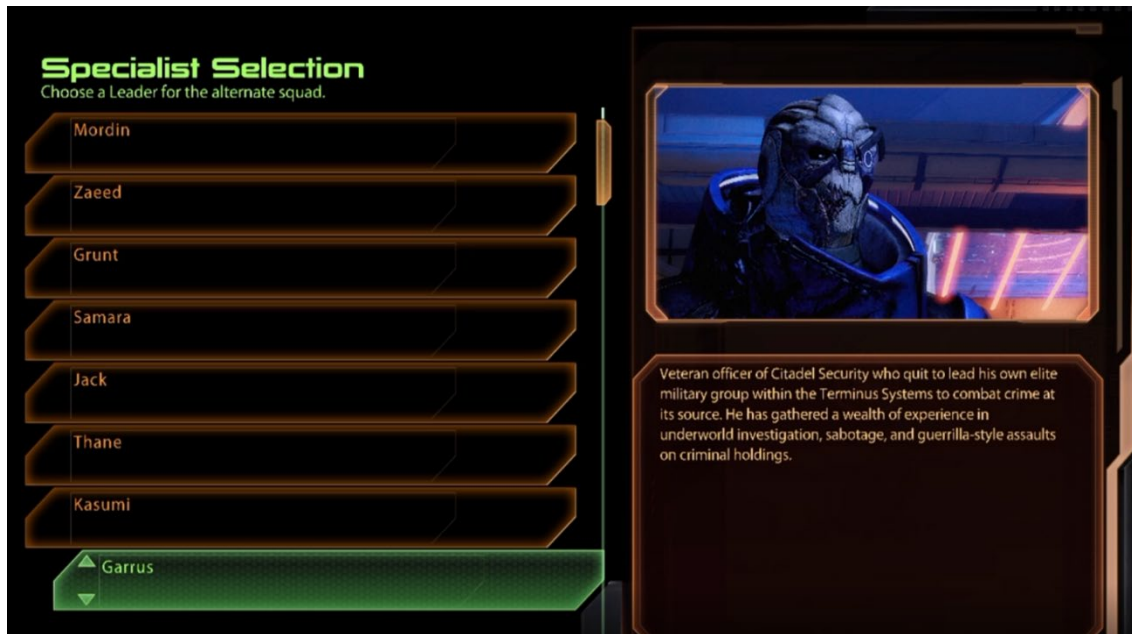 Specialist Selection
Choose a Leader for the alternate squad.
Mordin
Zaeed
Grunt
Samara
Jack
Thane
Kasumi
Garrus
Veteran officer of Citadel Security who quit to lead his own elite
military group within the Terminus Systems to combat crime at
its source. He has gathered a wealth of experience in
underworld investigation, sabotage, and guerrilla-style assaults
on criminal holdings.